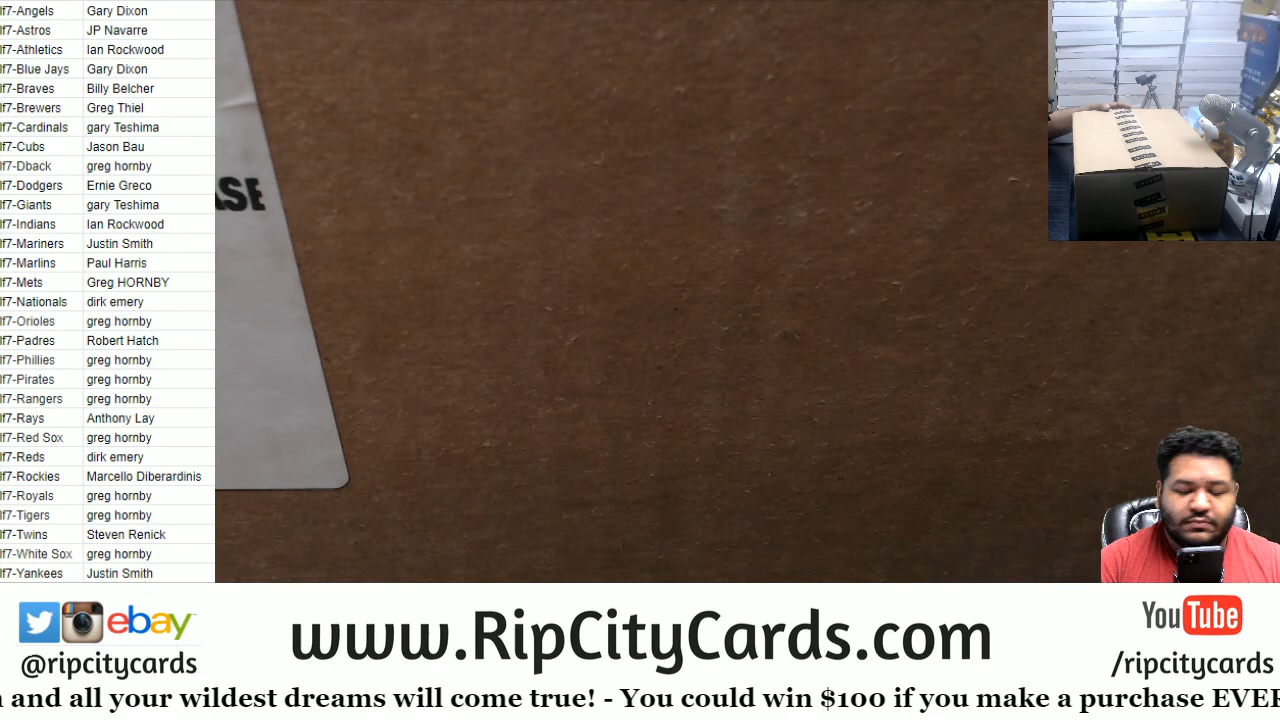 lf7-Angels Gary Dixon
lf7-Astros JP Navarre
lf7-Athletics Ian Rockwood
lf7-Blue Jays Gary Dixon
lf7-Braves Billy Belcher
lf7-Brewers Greg Thiel
lf7-Cardinals gary Teshima
lf7-Cubs Jason Bau
lf7-Dback greg hornby
lf7-Dodgers Ernie Greco
lf7-Giants gary Teshima
lf7-Indians Ian Rockwood
lf7-Mariners Justin Smith
lf7-Marlins Paul Harris
lf7-Mets Greg HORNBY
lf7-Nationals dirk emery
lf7-Orioles greg hornby
lf7-Padres Robert Hatch
lf7-Phillies greg hornby
lf7-Pirates greg hornby
lf7-Rangers greg hornby
lf7-Rays Anthony Lay
lf7-Red Sox greg hornby
lf7-Reds dirk emery
lf7-Rockies Marcello Diberardinis
lf7-Royals greg hornby
lf7-Tigers greg hornby
lf7-Twins Steven Renick
lf7-White Sox greg hornby
lf7-Yankees Justin Smith
ASE
ebay
@ripcitycards
www.RipCityCards.com
YouTube
/ripcitycards
and all your wildest dreams will come true! - You could win $100 if you make a purchase EVER